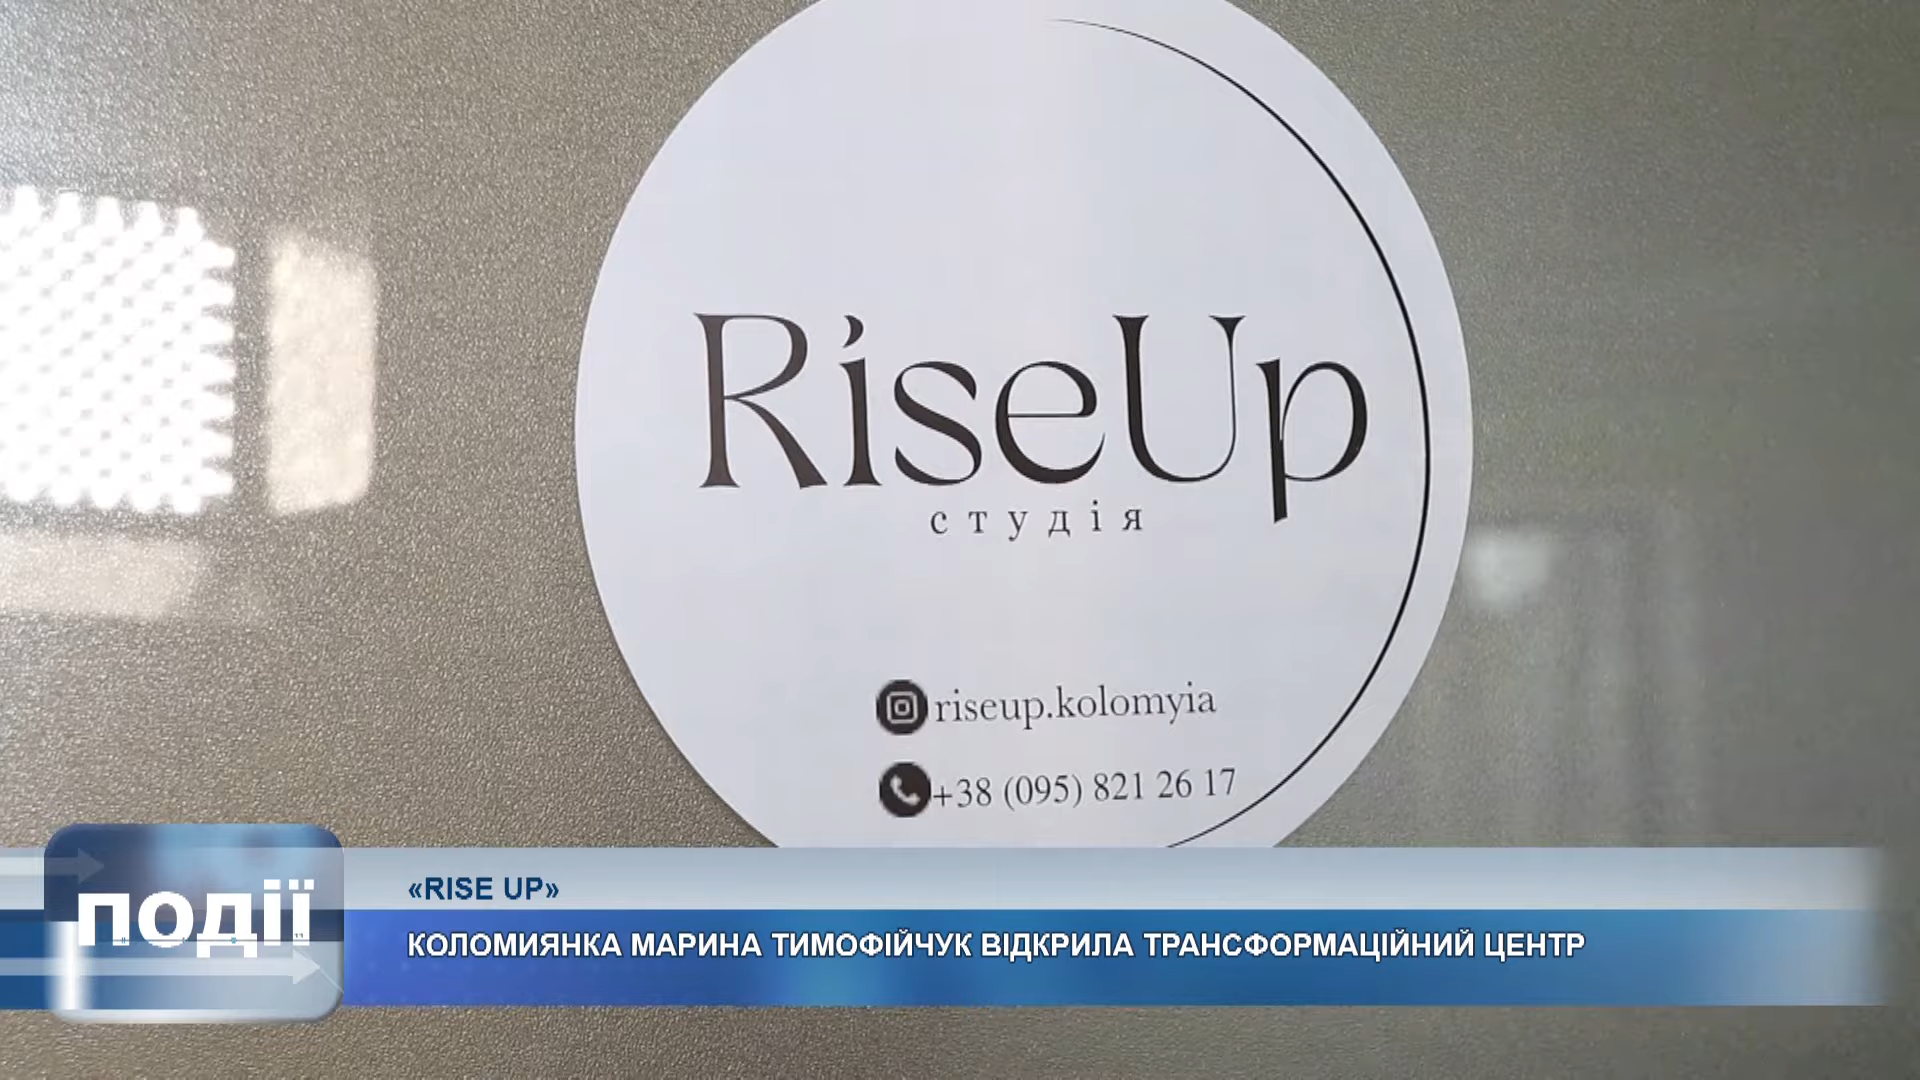 RiseUp
студія
riseup.kolomyia
+38 (095) 821 26 17
події
«RISE UP»
КОЛОМИЯНКА МАРИНА ТИМОФІЙЧУК ВІДКРИЛА ТРАНСФОРМАЦІЙНИЙ ЦЕНТР